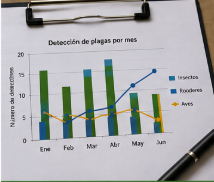 Detección de plagas por mes
Número de detecciones
20
15
10
5
0
Ene Feb Mar Abr May Jun
Insectos
Roedores
Aves